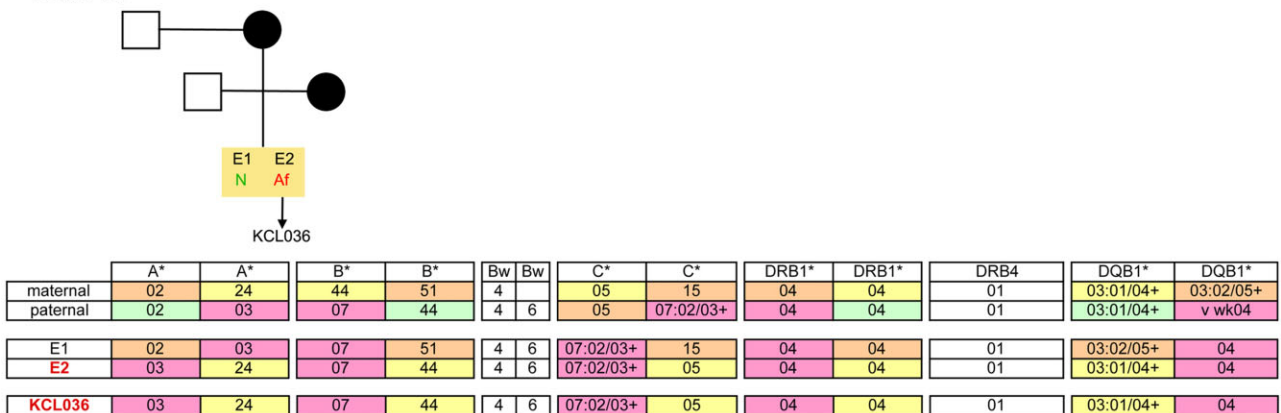 E1 E2
N Af
KCL036
A* A* B* B* Bw Bw C* C* DRB1* DRB1* DRB4 DQB1* DQB1*
maternal 02 24 44 51 4 05 15 04 04 01 03:01/04+ 03:02/05+
paternal 02 03 07 44 4 6 05 07:02/03+ 04 04 01 03:01/04+ v wk04
E1 02 03 07 51 4 6 07:02/03+ 15 04 04 01 03:02/05+ 04
E2 03 24 07 44 4 6 07:02/03+ 05 04 04 01 03:01/04+ 04
KCL036 03 24 07 44 4 6 07:02/03+ 05 04 04 01 03:01/04+ 04